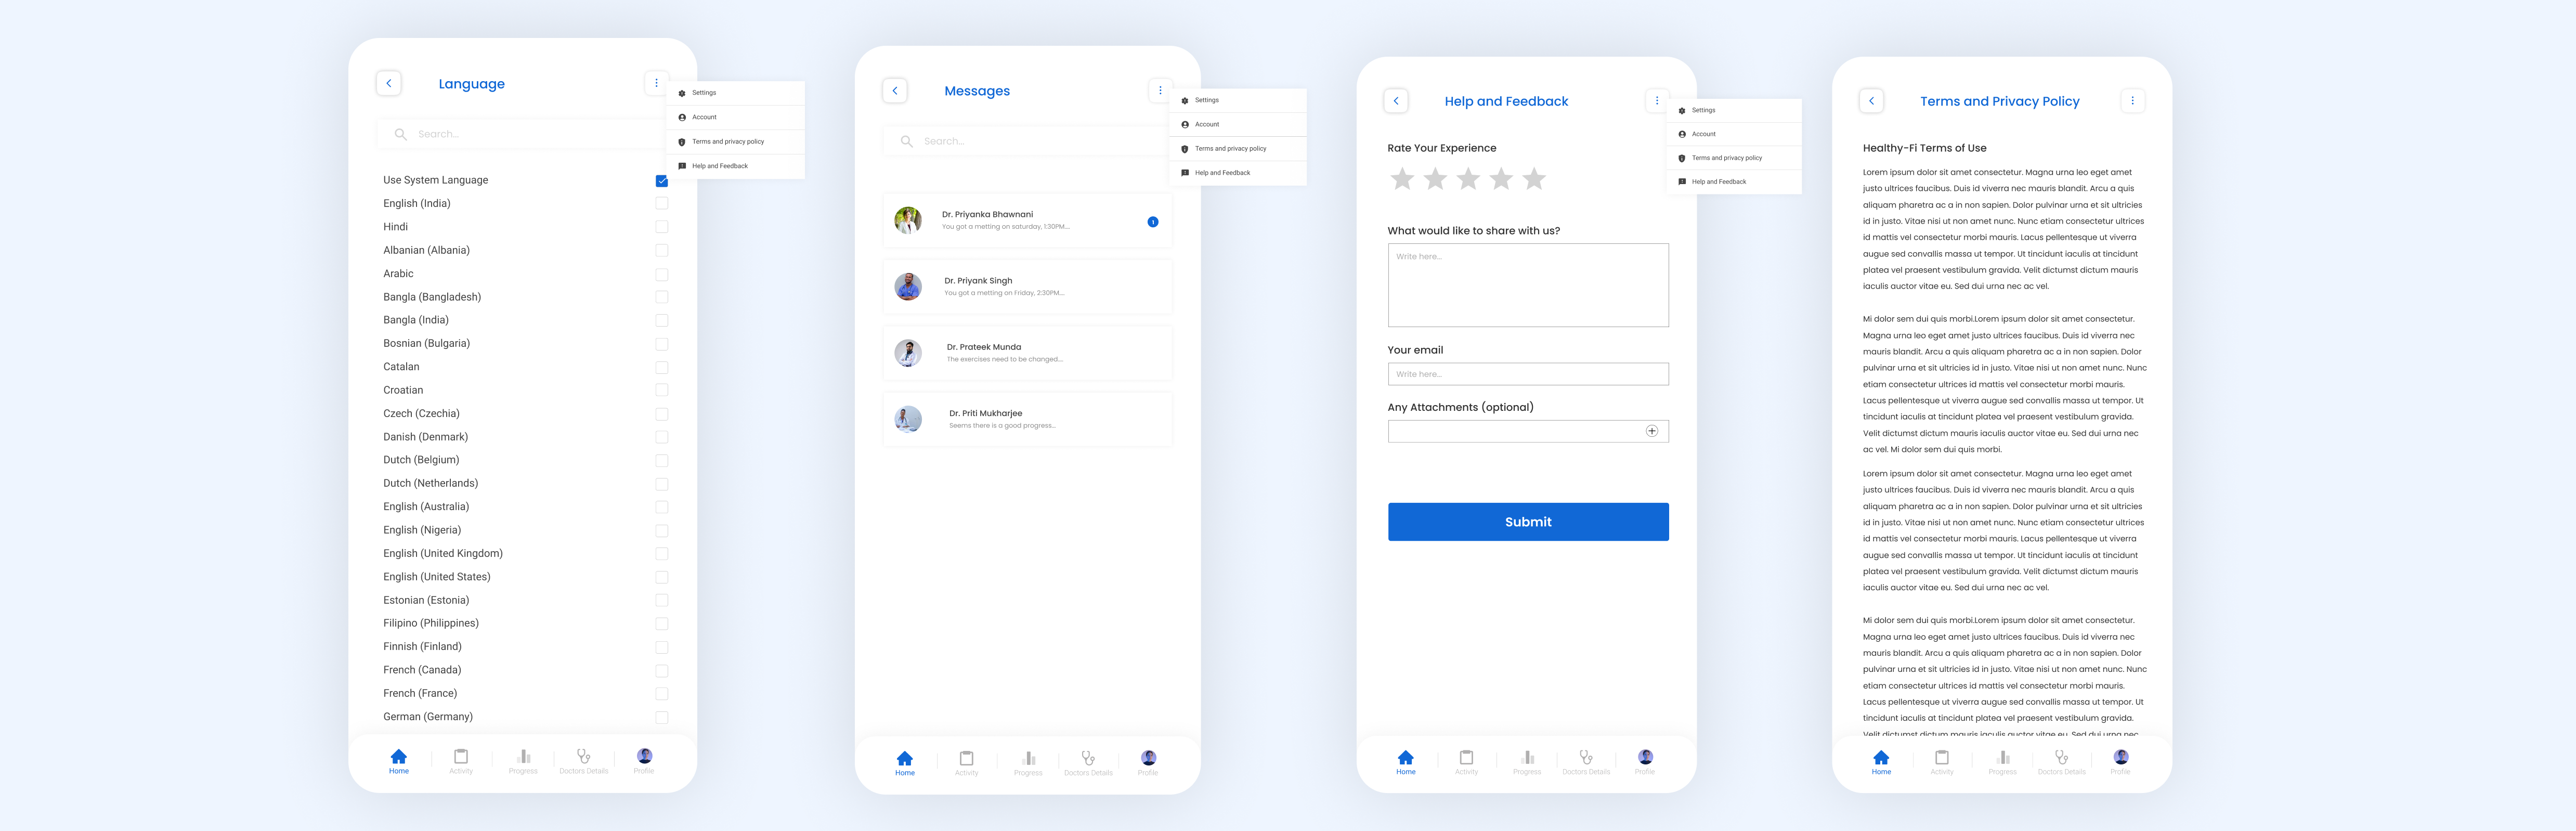 Language
Search...
Settings
Account
Terms and privacy policy
Help and Feedback
Use System Language
English (India)
Hindi
Albanian (Albania)
Arabic
Bangla (Bangladesh)
Bangla (India)
Bosnian (Bulgaria)
Catalan
Croatian
Czech (Czechia)
Danish (Denmark)
Dutch (Belgium)
Dutch (Netherlands)
English (Australia)
English (Nigeria)
English (United Kingdom)
English (United States)
Estonian (Estonia)
Filipino (Philippines)
Finnish (Finland)
French (Canada)
French (France)
German (Germany)
Home
Activity
Progress
Doctors Details
Profile
Messages
Search...
Settings
Account
Terms and privacy policy
Help and Feedback
Dr. Priyanka Bhawnani
You got a metting on saturday, 1:30PM....
1
Dr. Priyank Singh
You got a metting on Friday, 2:30PM....
Dr. Prateek Munda
The exercises need to be changed...
Dr. Priti Mukharjee
Seems there is a good progress...
Home
Activity
Progress
Doctors Details
Profile
Help and Feedback
Settings
Account
Terms and privacy policy
Help and Feedback
Rate Your Experience
What would like to share with us?
Write here...
Your email
Write here...
Any Attachments (optional)
Submit
Home
Activity
Progress
Doctors Details
Profile
Terms and Privacy Policy
Healthy-Fi Terms of Use
Lorem ipsum dolor sit amet consectetur. Magna urna leo eget amet
justo ultrices faucibus. Duis id viverra nec mauris blandit. Arcu a quis
aliquam pharetra ac a in non sapien. Dolor pulvinar urna et sit ultricies
id in justo. Vitae nisi ut non amet nunc. Nunc etiam consectetur ultrices
id mattis vel consectetur morbi mauris. Lacus pellentesque ut viverra
augue sed convallis massa ut tempor. Ut tincidunt iaculis at tincidunt
platea vel praesent vestibulum gravida. Velit dictumst dictum mauris
iaculis auctor vitae eu. Sed dui urna nec ac vel.
Mi dolor sem dui quis morbi.Lorem ipsum dolor sit amet consectetur.
Magna urna leo eget amet justo ultrices faucibus. Duis id viverra nec
mauris blandit. Arcu a quis aliquam pharetra ac a in non sapien. Dolor
pulvinar urna et sit ultricies id in justo. Vitae nisi ut non amet nunc. Nunc
etiam consectetur ultrices id mattis vel consectetur morbi mauris.
Lacus pellentesque ut viverra augue sed convallis massa ut tempor. Ut
tincidunt iaculis at tincidunt platea vel praesent vestibulum gravida.
Velit dictumst dictum mauris iaculis auctor vitae eu. Sed dui urna nec
ac vel. Mi dolor sem dui quis morbi.
Lorem ipsum dolor sit amet consectetur. Magna urna leo eget amet
justo ultrices faucibus. Duis id viverra nec mauris blandit. Arcu a quis
aliquam pharetra ac a in non sapien. Dolor pulvinar urna et sit ultricies
id in justo. Vitae nisi ut non amet nunc. Nunc etiam consectetur ultrices
id mattis vel consectetur morbi mauris. Lacus pellentesque ut viverra
augue sed convallis massa ut tempor. Ut tincidunt iaculis at tincidunt
platea vel praesent vestibulum gravida. Velit dictumst dictum mauris
iaculis auctor vitae eu. Sed dui urna nec ac vel.
Mi dolor sem dui quis morbi.Lorem ipsum dolor sit amet consectetur.
Magna urna leo eget amet justo ultrices faucibus. Duis id viverra nec
mauris blandit. Arcu a quis aliquam pharetra ac a in non sapien. Dolor
pulvinar urna et sit ultricies id in justo. Vitae nisi ut non amet nunc. Nunc
etiam consectetur ultrices id mattis vel consectetur morbi mauris.
Lacus pellentesque ut viverra augue sed convallis massa ut tempor. Ut
tincidunt iaculis at tincidunt platea vel praesent vestibulum gravida.
Velit dictumst dictum mauris iaculis auctor vitae eu. Sed dui urna nec
Home
Activity
Progress
Doctors Details
Profile